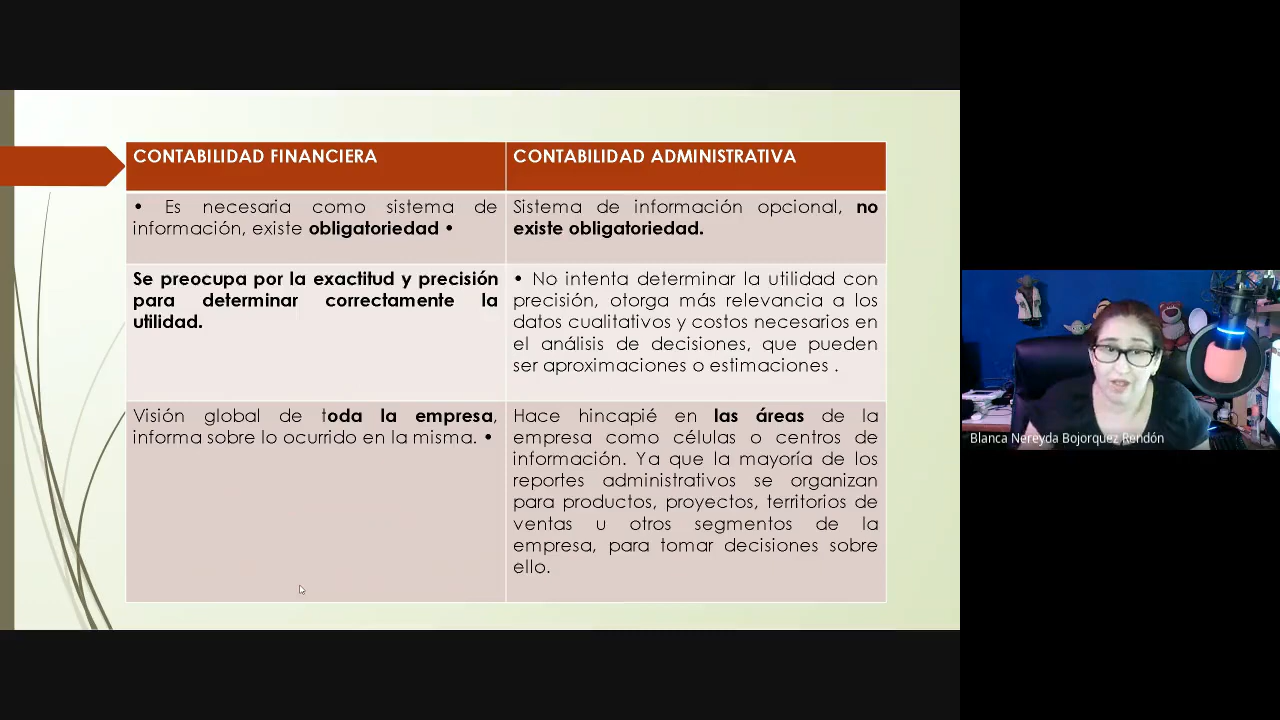 CONTABILIDAD FINANCIERA
CONTABILIDAD ADMINISTRATIVA
• Es necesaria como sistema de
información, existe obligatoriedad •
Sistema de información opcional, no
existe obligatoriedad.
Se preocupa por la exactitud y precisión
para determinar correctamente la
utilidad.
• No intenta determinar la utilidad con
precisión, otorga más relevancia a los
datos cualitativos y costos necesarios en
el análisis de decisiones, que pueden
ser aproximaciones o estimaciones .
Visión global de toda la empresa,
informa sobre lo ocurrido en la misma. •
Hace hincapié en las áreas de la
empresa como células o centros de
información. Ya que la mayoría de los
reportes administrativos se organizan
para productos, proyectos, territorios de
ventas u otros segmentos de la
empresa, para tomar decisiones sobre
ello.
Blanca Nereyda Bojorquez Rendón